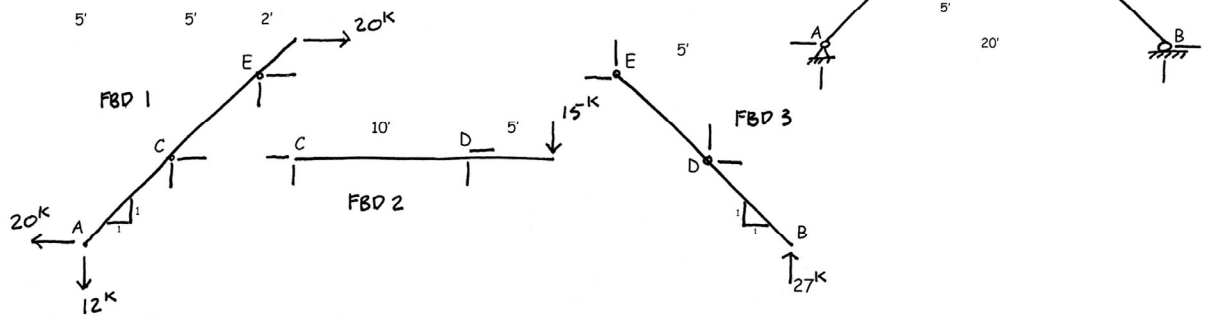 5' 5' 2'
20K
E
FBD 1
C
1
1
A
20K
12K
10' 5'
15K
C D
FBD 2
5'
E
FBD 3
D
1
1
B
27K
5'
A B
20'